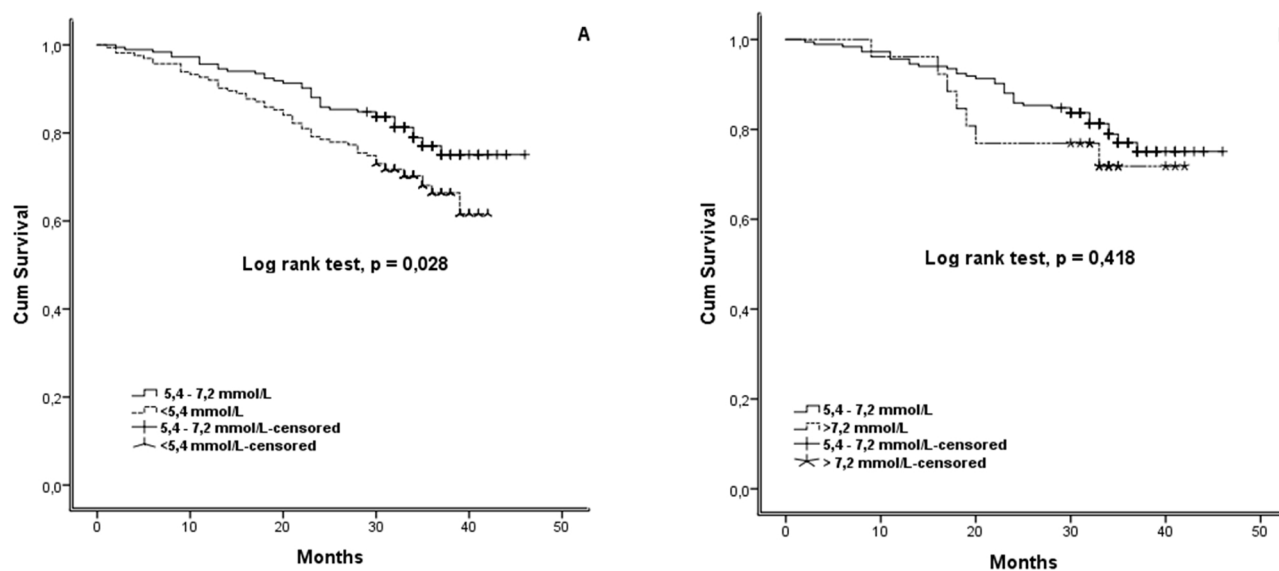 A
1,0
0,8
0,6
0,4
0,2
0,0
Cum Survival
Log rank test, p = 0,028
5,4 - 7,2 mmol/L
<5,4 mmol/L
5,4 - 7,2 mmol/L-censored
<5,4 mmol/L-censored
0 10 20 30 40 50
Months
1,0
0,8
0,6
0,4
0,2
0,0
Cum Survival
Log rank test, p = 0,418
5,4 - 7,2 mmol/L
>7,2 mmol/L
5,4 - 7,2 mmol/L-censored
> 7,2 mmol/L-censored
0 10 20 30 40 50
Months